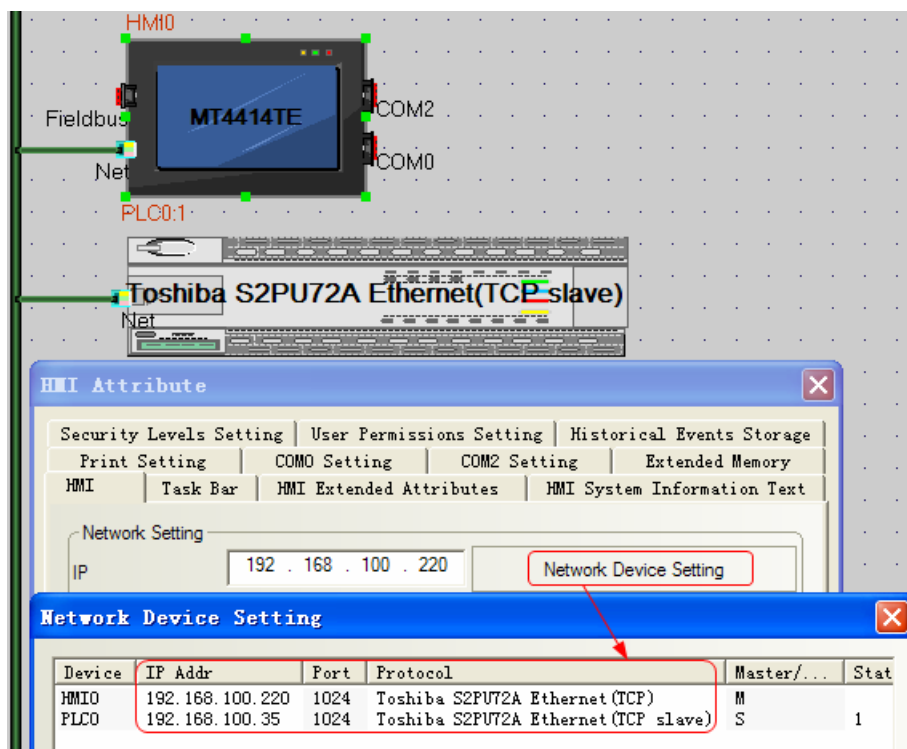 HMI0
Fieldbus
MT4414TE
COM2
Net
COM0
PLC0:1
Toshiba S2PU72A Ethernet(TCP slave)
Net
HMI Attribute
Security Levels Setting User Permissions Setting Historical Events Storage
Print Setting COM0 Setting COM2 Setting Extended Memory
HMI Task Bar HMI Extended Attributes HMI System Information Text
Network Setting
IP 192 . 168 . 100 . 220 Network Device Setting
Network Device Setting
Device IP Addr Port Protocol Master/... Stat
HMI0 192.168.100.220 1024 Toshiba S2PU72A Ethernet(TCP) M
PLC0 192.168.100.35 1024 Toshiba S2PU72A Ethernet(TCP slave) S 1